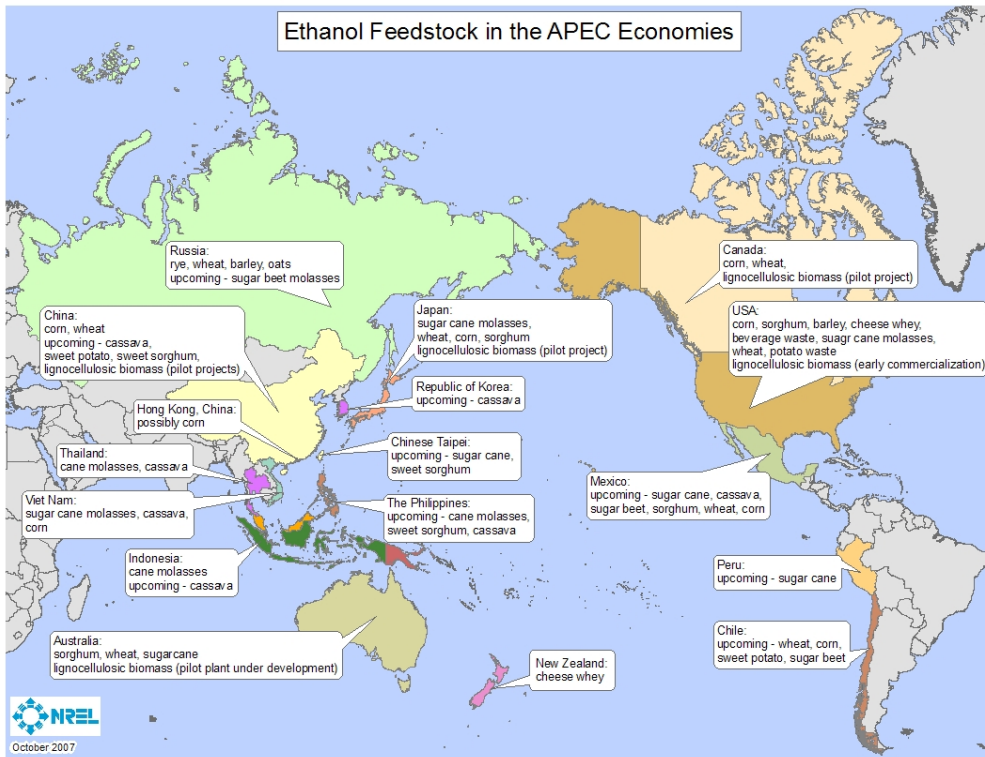 Ethanol Feedstock in the APEC Economies
Russia:
rye, wheat, barley, oats
upcoming - sugar beet molasses
Canada:
corn, wheat,
lignocellulosic biomass (pilot project)
China:
corn, wheat
upcoming - cassava,
sweet potato, sweet sorghum,
lignocellulosic biomass (pilot projects)
Japan:
sugar cane molasses,
wheat, corn, sorghum
lignocellulosic biomass (pilot project)
USA:
corn, sorghum, barley, cheese whey,
beverage waste, suagr cane molasses,
wheat, potato waste
lignocellulosic biomass (early commercialization)
Republic of Korea:
upcoming - cassava
Hong Kong, China:
possibly corn
Chinese Taipei:
upcoming - sugar cane,
sweet sorghum
Thailand:
cane molasses, cassava
Viet Nam:
sugar cane molasses, cassava,
corn
The Philippines:
upcoming - cane molasses,
sweet sorghum, cassava
Mexico:
upcoming - sugar cane, cassava,
sugar beet, sorghum, wheat, corn
Indonesia:
cane molasses
upcoming - cassava
Peru:
upcoming - sugar cane
Australia:
sorghum, wheat, sugarcane
lignocellulosic biomass (pilot plant under development)
Chile:
upcoming - wheat, corn,
sweet potato, sugar beet
New Zealand:
cheese whey
NREL
October 2007